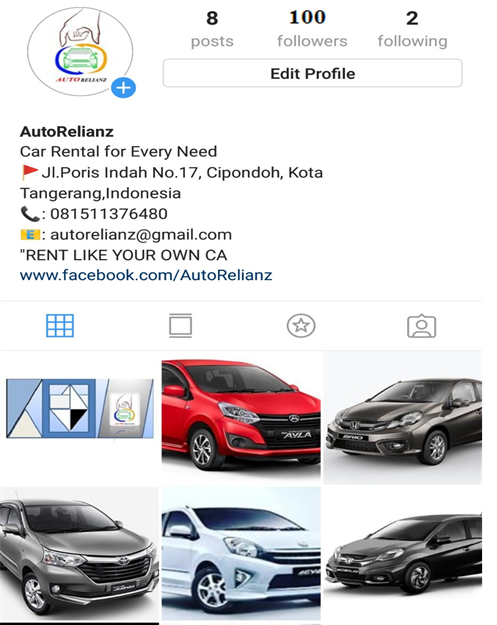 8
100
2
posts
followers
following
AUTO RELIANZ
Edit Profile
AutoRelianz
Car Rental for Every Need
🚩Jl.Poris Indah No.17, Cipondoh, Kota
Tangerang,Indonesia
📞: 081511376480
📧: autorelianz@gmail.com
"RENT LIKE YOUR OWN CA
www.facebook.com/AutoRelianz
AYLA
BRIO